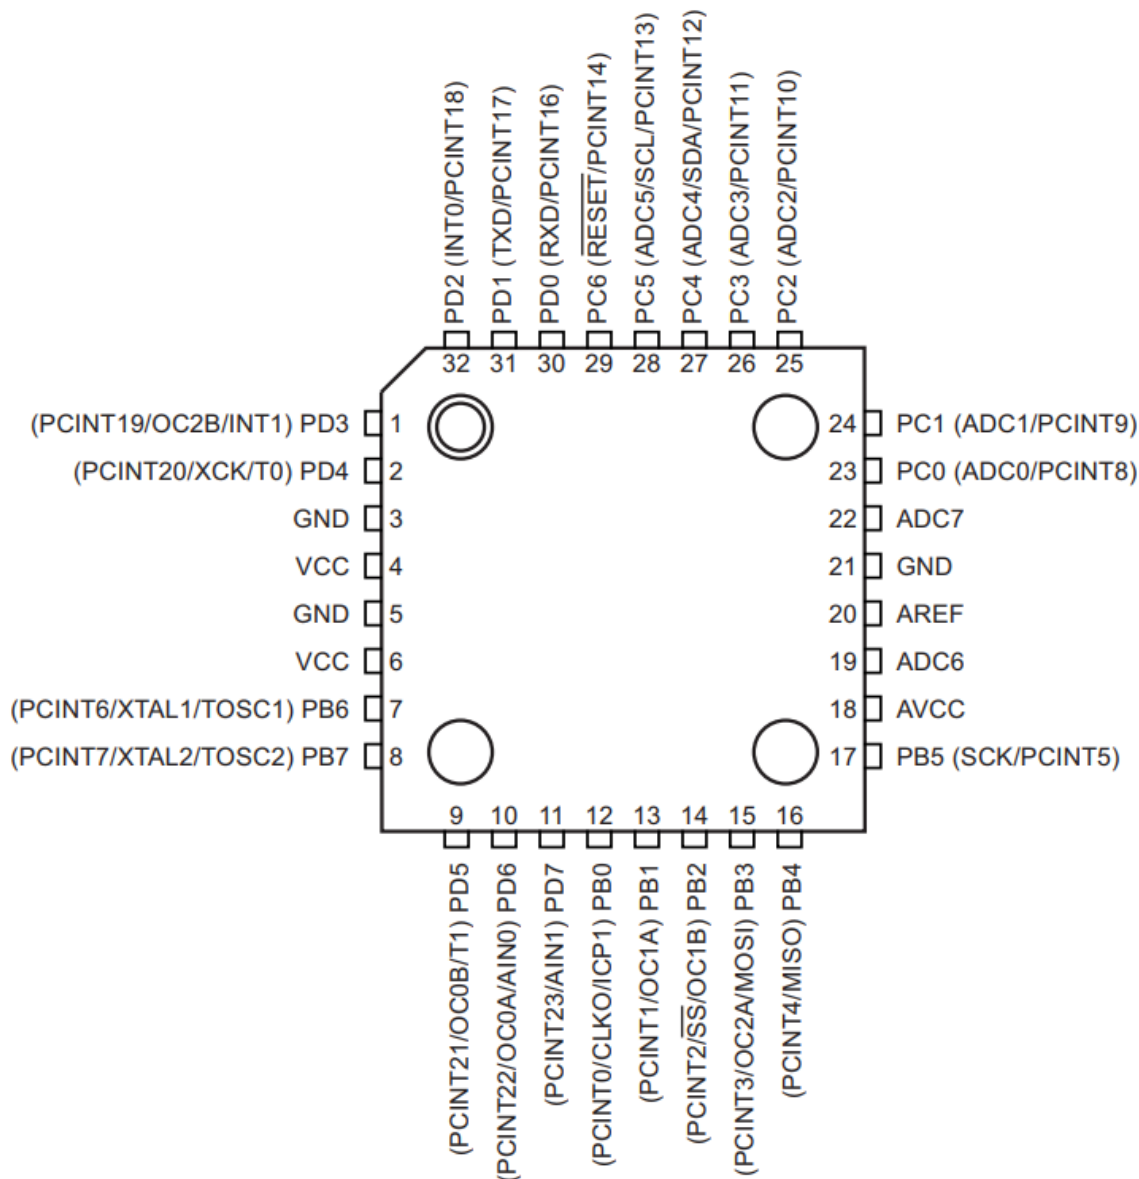 PD2 (INT0/PCINT18)
PD1 (TXD/PCINT17)
PD0 (RXD/PCINT16)
PC6 (RESET/PCINT14)
PC5 (ADC5/SCL/PCINT13)
PC4 (ADC4/SDA/PCINT12)
PC3 (ADC3/PCINT11)
PC2 (ADC2/PCINT10)
32 31 30 29 28 27 26 25
(PCINT19/OC2B/INT1) PD3 1
(PCINT20/XCK/T0) PD4 2
GND 3
VCC 4
GND 5
VCC 6
(PCINT6/XTAL1/TOSC1) PB6 7
(PCINT7/XTAL2/TOSC2) PB7 8
24 PC1 (ADC1/PCINT9)
23 PC0 (ADC0/PCINT8)
22 ADC7
21 GND
20 AREF
19 ADC6
18 AVCC
17 PB5 (SCK/PCINT5)
9 10 11 12 13 14 15 16
(PCINT21/OC0B/T1) PD5
(PCINT22/OC0A/AIN0) PD6
(PCINT23/AIN1) PD7
(PCINT0/CLKO/ICP1) PB0
(PCINT1/OC1A) PB1
(PCINT2/SS/OC1B) PB2
(PCINT3/OC2A/MOSI) PB3
(PCINT4/MISO) PB4